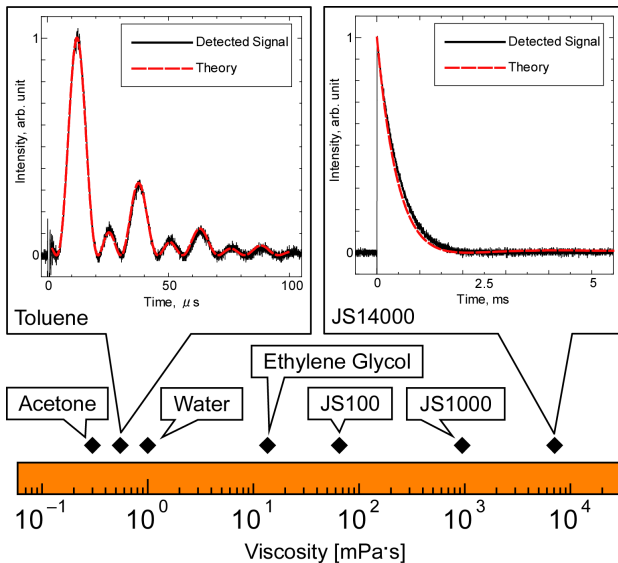 Intensity, arb. unit
1
0
Detected Signal
Theory
0
50
100
Time, μs
Toluene
Intensity, arb. unit
1
0
Detected Signal
Theory
0
2.5
5
Time, ms
JS14000
Acetone
Water
Ethylene Glycol
JS100
JS1000
10⁻¹
10⁰
10¹
10²
10³
10⁴
Viscosity [mPa·s]